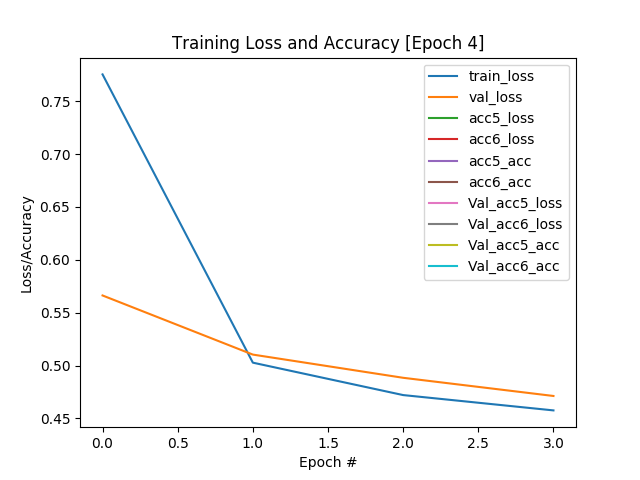 Training Loss and Accuracy [Epoch 4]
train_loss
val_loss
acc5_loss
acc6_loss
acc5_acc
acc6_acc
Val_acc5_loss
Val_acc6_loss
Val_acc5_acc
Val_acc6_acc
Loss/Accuracy
0.75
0.70
0.65
0.60
0.55
0.50
0.45
0.0 0.5 1.0 1.5 2.0 2.5 3.0
Epoch #